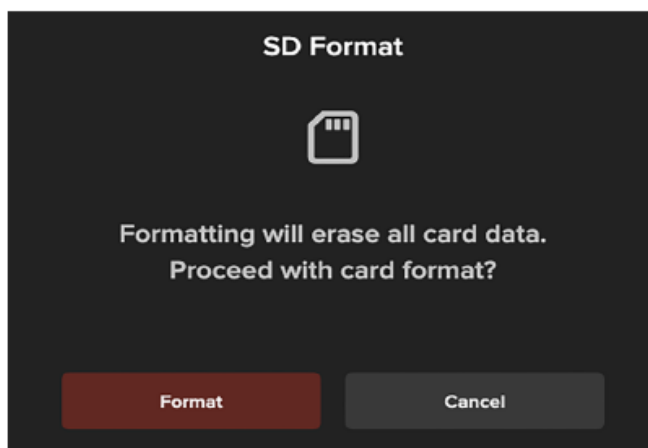 SD Format
Formatting will erase all card data.
Proceed with card format?
Format
Cancel